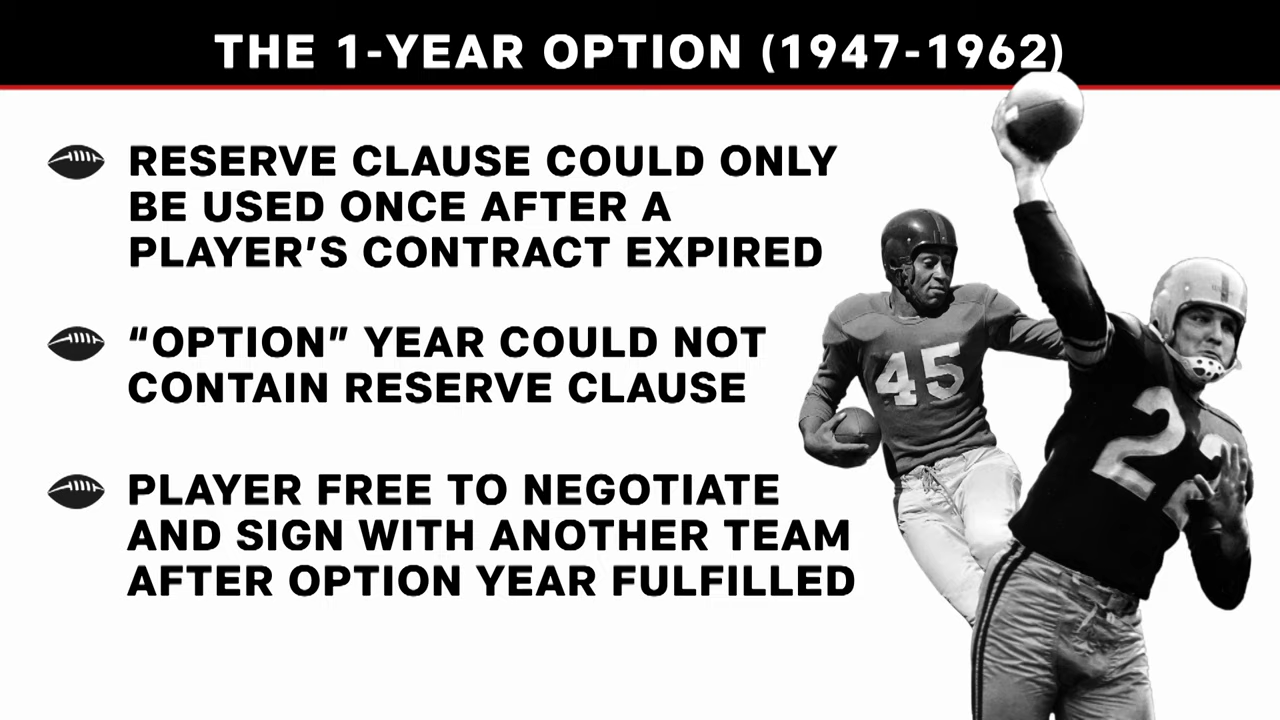 THE 1-YEAR OPTION (1947-1962)
RESERVE CLAUSE COULD ONLY
BE USED ONCE AFTER A
PLAYER'S CONTRACT EXPIRED
“OPTION” YEAR COULD NOT
CONTAIN RESERVE CLAUSE
PLAYER FREE TO NEGOTIATE
AND SIGN WITH ANOTHER TEAM
AFTER OPTION YEAR FULFILLED
45
22